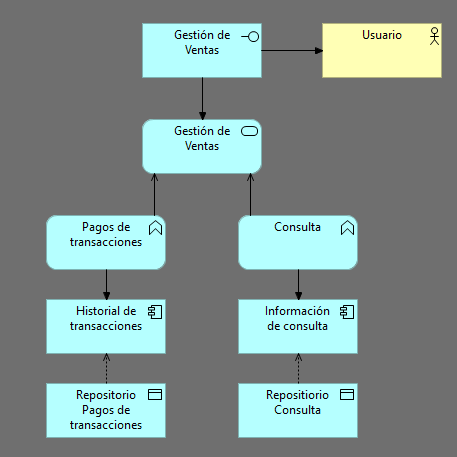 Gestión de
Ventas
Usuario
Gestión de
Ventas
Pagos de
transacciones
Consulta
Historial de
transacciones
Información
de consulta
Repositorio
Pagos de
transacciones
Repositiorio
Consulta